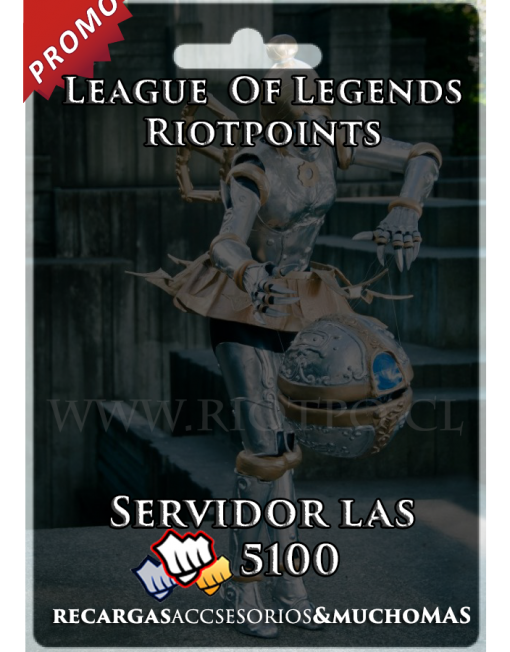 PROMO
LEAGUE OF LEGENDS
RIOTPOINTS
WWW.RIOTPO .CL
SERVIDOR LAS
5100
RECARGASACCSESORIOS&MUCHOMAS